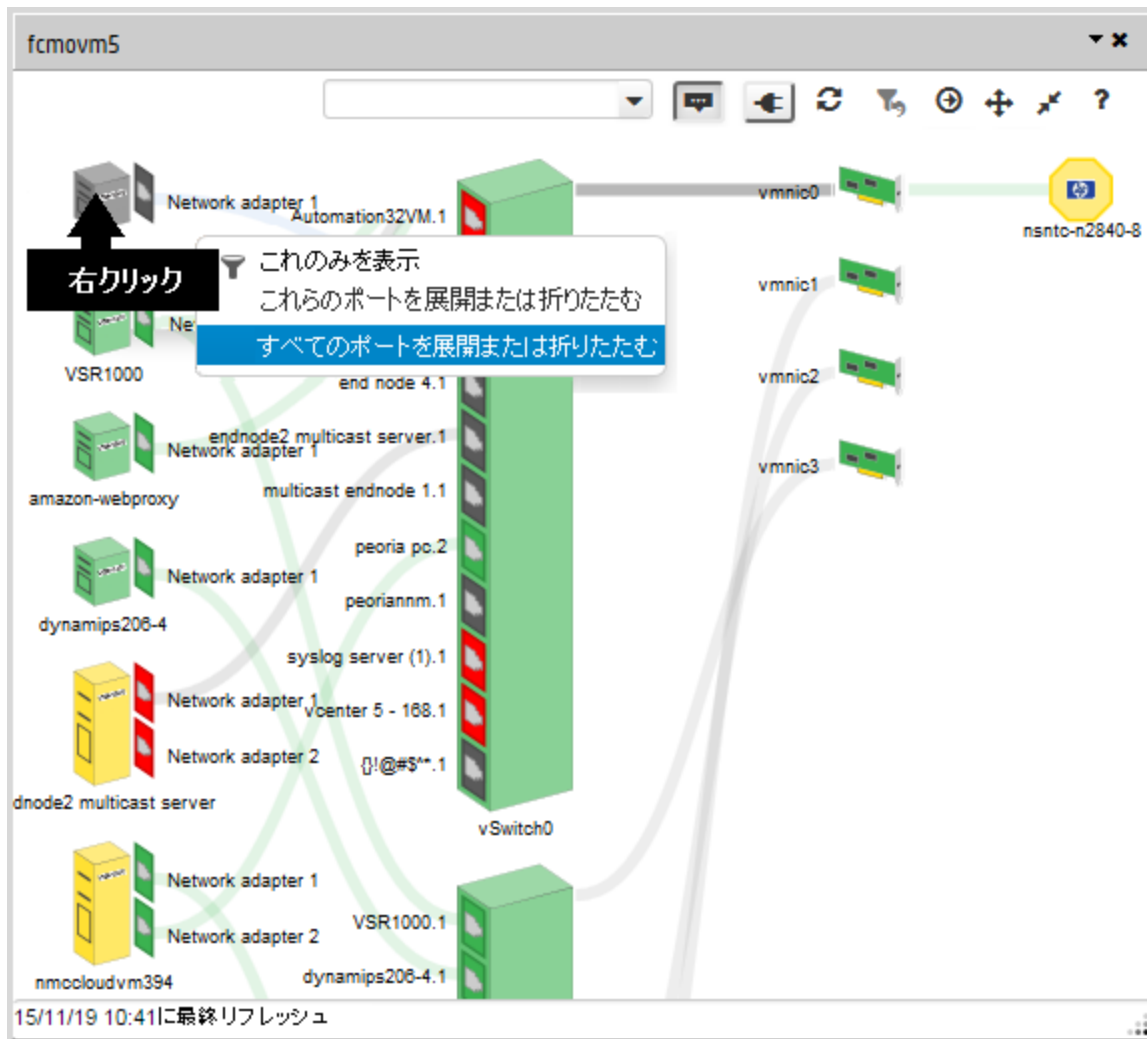 fcmovm5
Network adapter 1
Automation32VM.1
vmnic0
nsntc-n2840-8
右クリック
これのみを表示
これらのポートを展開または折りたたむ
すべてのポートを展開または折りたたむ
Ne
VSR1000
end node 4.1
vmnic1
vmnic2
endnode2 multicast server.1
Network adapter 1
amazon-webproxy
multicast endnode 1.1
vmnic3
peoria pc.2
Network adapter 1
dynamips206-4
peoriannm.1
syslog server (1).1
Network adapter 1
vcenter 5 - 168.1
Network adapter 2
{}!@#$^*.1
dnode2 multicast server
vSwitch0
Network adapter 1
Network adapter 2
VSR1000.1
nmccloudvm394
dynamips206-4.1
15/11/19 10:41に最終リフレッシュ